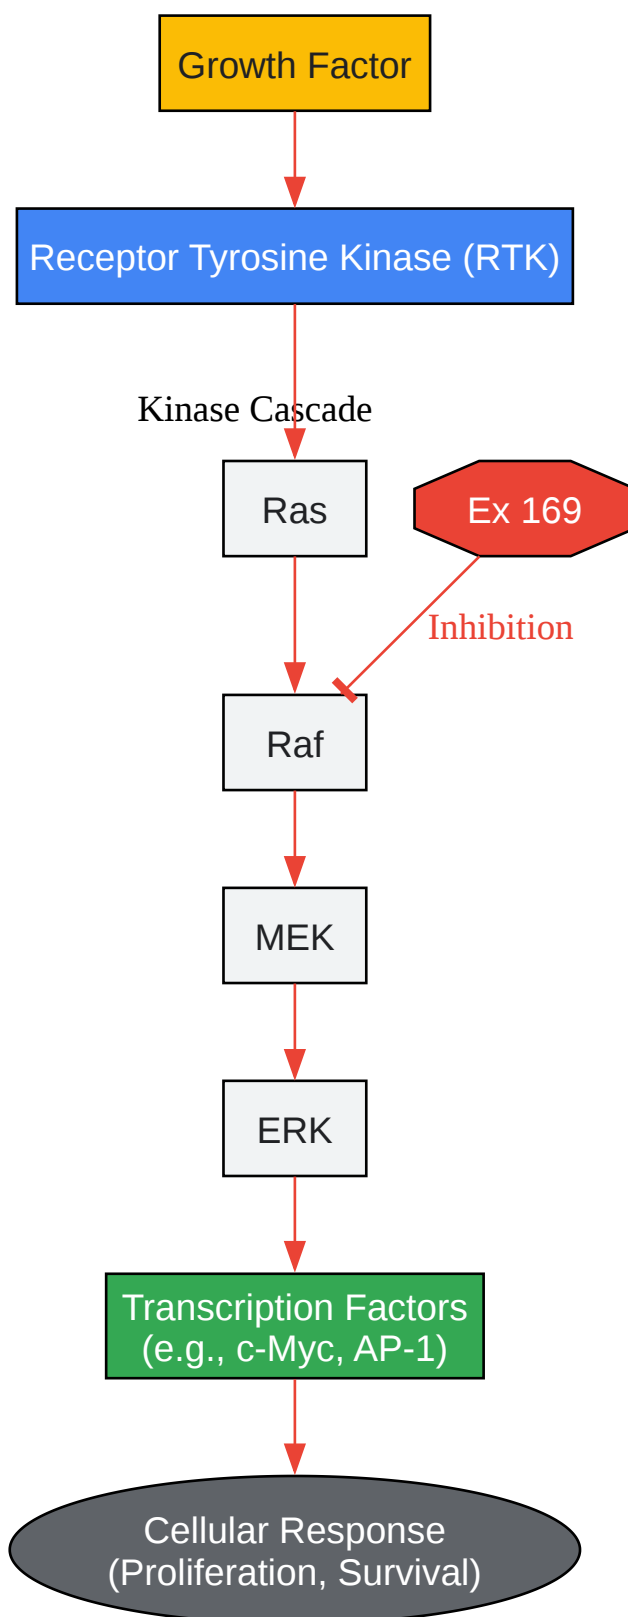 Growth Factor
Receptor Tyrosine Kinase (RTK)
Kinase Cascade
Ras
Ex 169
Inhibition
Raf
MEK
ERK
Transcription Factors
(e.g., c-Myc, AP-1)
Cellular Response
(Proliferation, Survival)